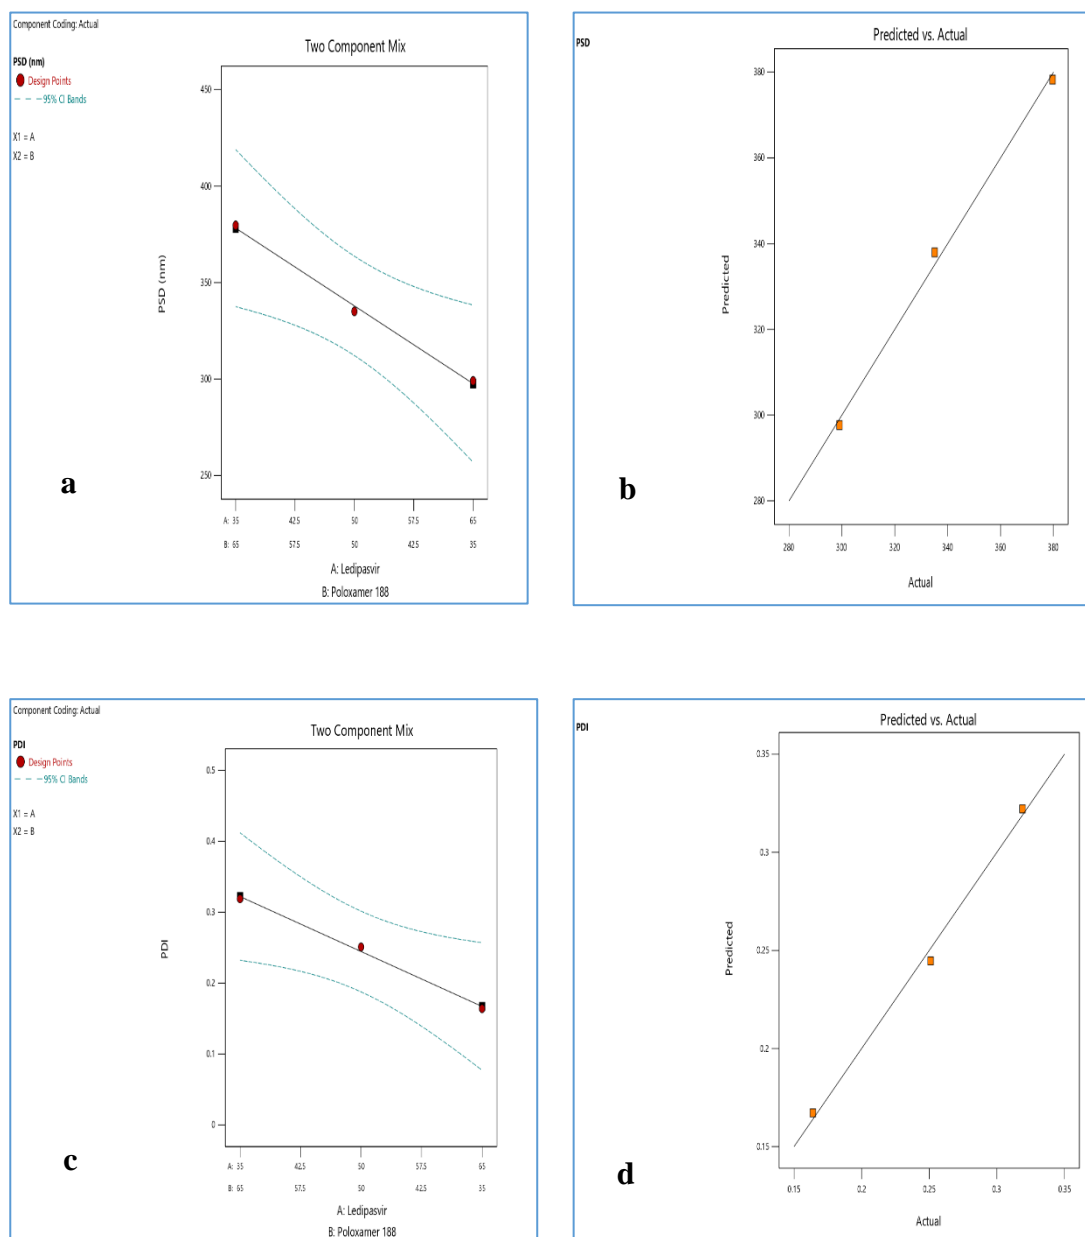 Component Coding: Actual
Two Component Mix
PSD (nm)
Design Points
95% CI Bands
X1 = A
X2 = B
PSD (nm)
450
400
350
300
250
A: 35 42.5 50 57.5 65
B: 65 57.5 50 42.5 35
A: Ledipasvir
B: Poloxamer 188
a
PSD
Predicted vs. Actual
Predicted
380
360
340
320
300
280
280 300 320 340 360 380
Actual
b
Component Coding: Actual
Two Component Mix
PDI
Design Points
95% CI Bands
X1 = A
X2 = B
PDI
0.5
0.4
0.3
0.2
0.1
0
A: 35 42.5 50 57.5 65
B: 65 57.5 50 42.5 35
A: Ledipasvir
B: Poloxamer 188
c
PDI
Predicted vs. Actual
Predicted
0.35
0.3
0.25
0.2
0.15
0.15 0.2 0.25 0.3 0.35
Actual
d